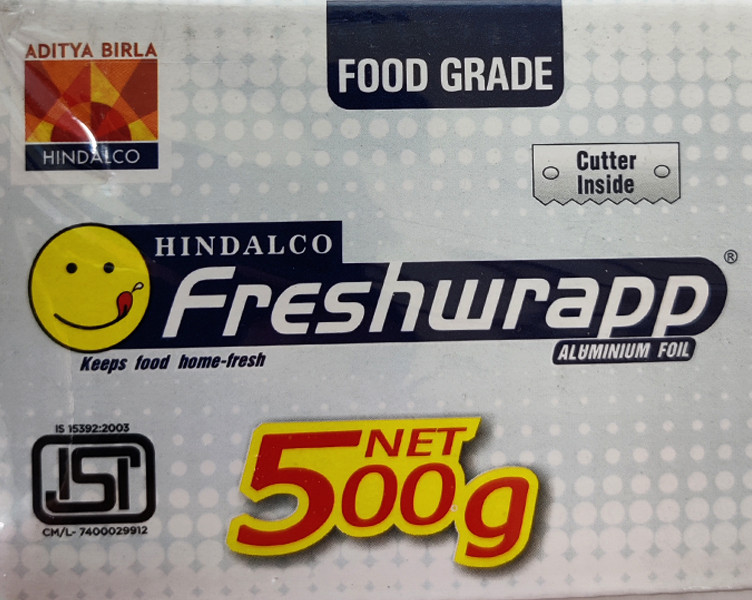 ADITYA BIRLA
HINDALCO
FOOD GRADE
Cutter
Inside
HINDALCO
Freshwrapp®
ALUMINIUM FOIL
Keeps food home-fresh
IS 15392:2003
ISI
CM/L- 7400029912
NET
500g